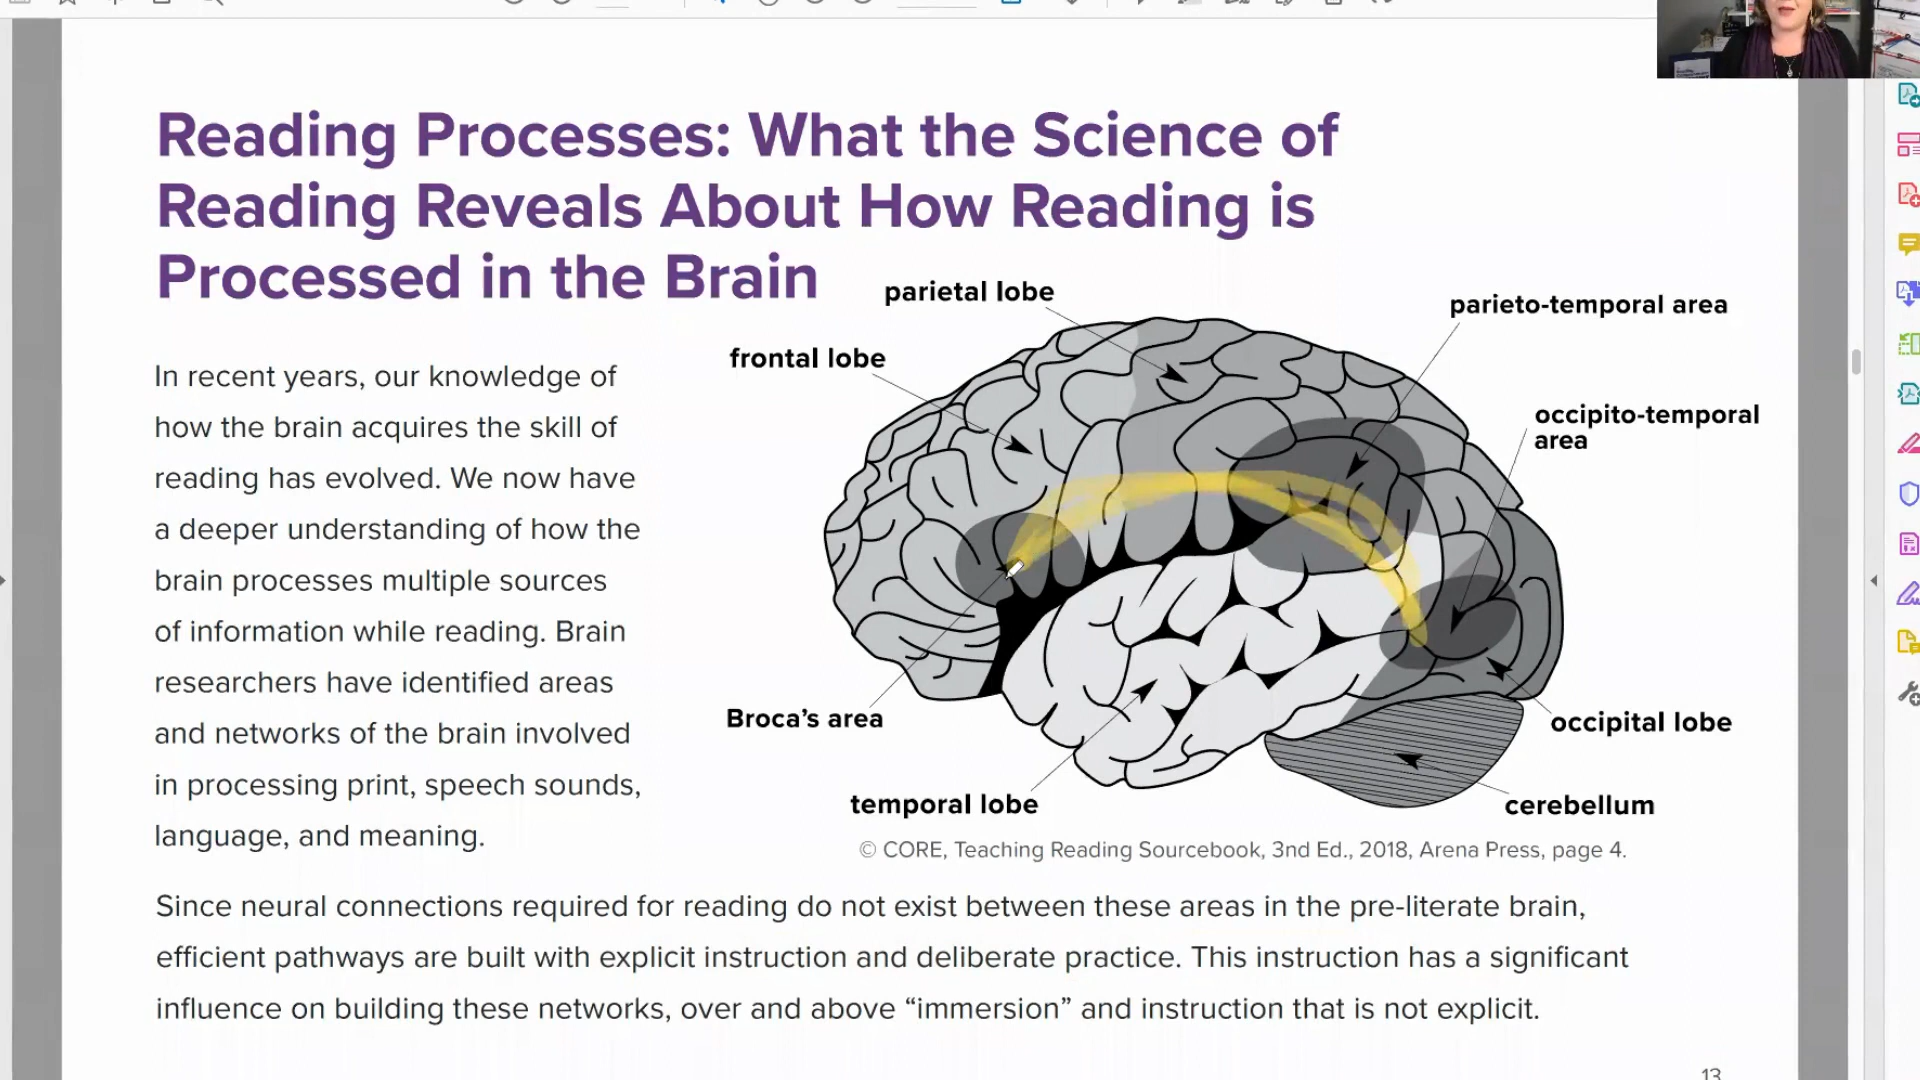 Reading Processes: What the Science of
Reading Reveals About How Reading is
Processed in the Brain
parietal lobe
parieto-temporal area
frontal lobe
occipito-temporal
area
In recent years, our knowledge of
how the brain acquires the skill of
reading has evolved. We now have
a deeper understanding of how the
brain processes multiple sources
of information while reading. Brain
researchers have identified areas
and networks of the brain involved
in processing print, speech sounds,
language, and meaning.
Broca’s area
occipital lobe
temporal lobe
cerebellum
© CORE, Teaching Reading Sourcebook, 3nd Ed., 2018, Arena Press, page 4.
Since neural connections required for reading do not exist between these areas in the pre-literate brain,
efficient pathways are built with explicit instruction and deliberate practice. This instruction has a significant
influence on building these networks, over and above “immersion” and instruction that is not explicit.
13